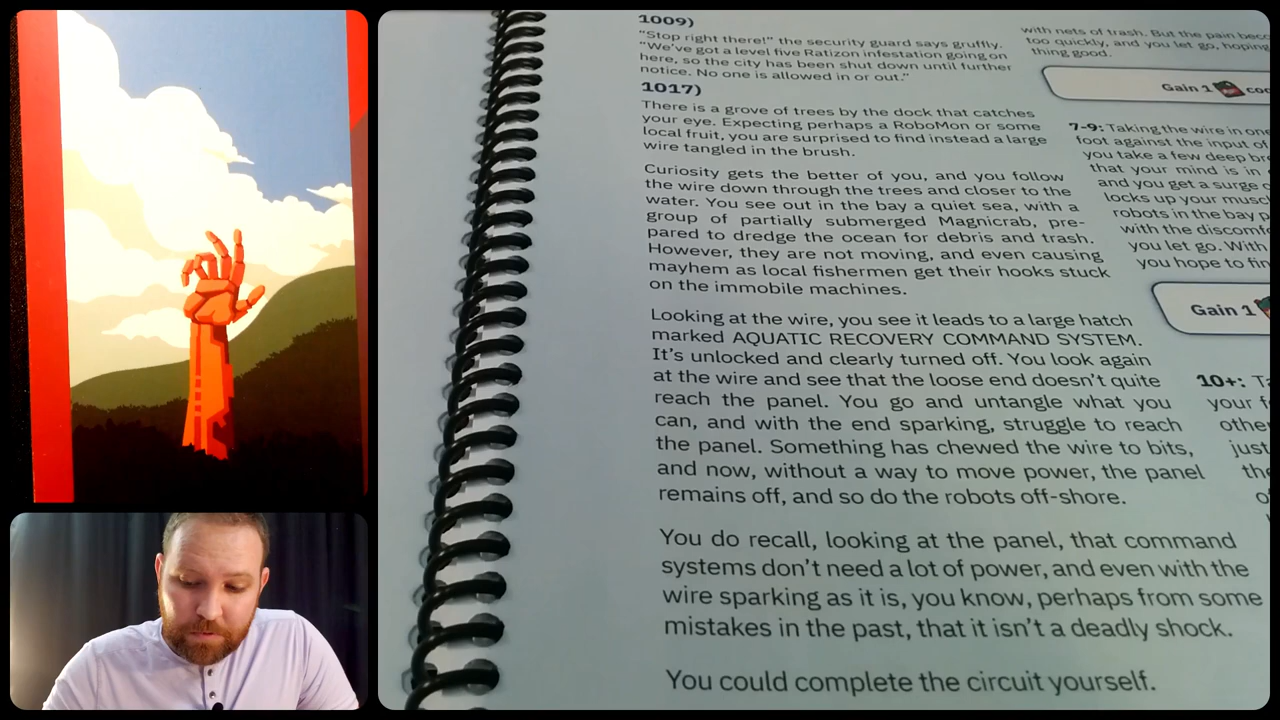 1009)
"Stop right there!" the security guard says gruffly.
"We've got a level five Ratizon infestation going on
here, so the city has been shut down until further
notice. No one is allowed in or out."
1017)
There is a grove of trees by the dock that catches
your eye. Expecting perhaps a RoboMon or some
local fruit, you are surprised to find instead a large
wire tangled in the brush.
Curiosity gets the better of you, and you follow
the wire down through the trees and closer to the
water. You see out in the bay a quiet sea, with a
group of partially submerged Magnicrab, pre-
pared to dredge the ocean for debris and trash.
However, they are not moving, and even causing
mayhem as local fishermen get their hooks stuck
on the immobile machines.
Looking at the wire, you see it leads to a large hatch
marked AQUATIC RECOVERY COMMAND SYSTEM.
It's unlocked and clearly turned off. You look again
at the wire and see that the loose end doesn't quite
reach the panel. You go and untangle what you
can, and with the end sparking, struggle to reach
the panel. Something has chewed the wire to bits,
and now, without a way to move power, the panel
remains off, and so do the robots off-shore.
You do recall, looking at the panel, that command
systems don't need a lot of power, and even with the
wire sparking as it is, you know, perhaps from some
mistakes in the past, that it isn't a deadly shock.
You could complete the circuit yourself.
with nets of trash. But the pain
too quickly, and you let go, hoping
thing good.
Gain 1
7-9: Taking the wire in one
foot against the input of
you take a few deep
that your mind is in
and you get a surge
locks up your
robots in the bay
with the
you let go. With
you hope to
Gain 1
10+:
your
other
just